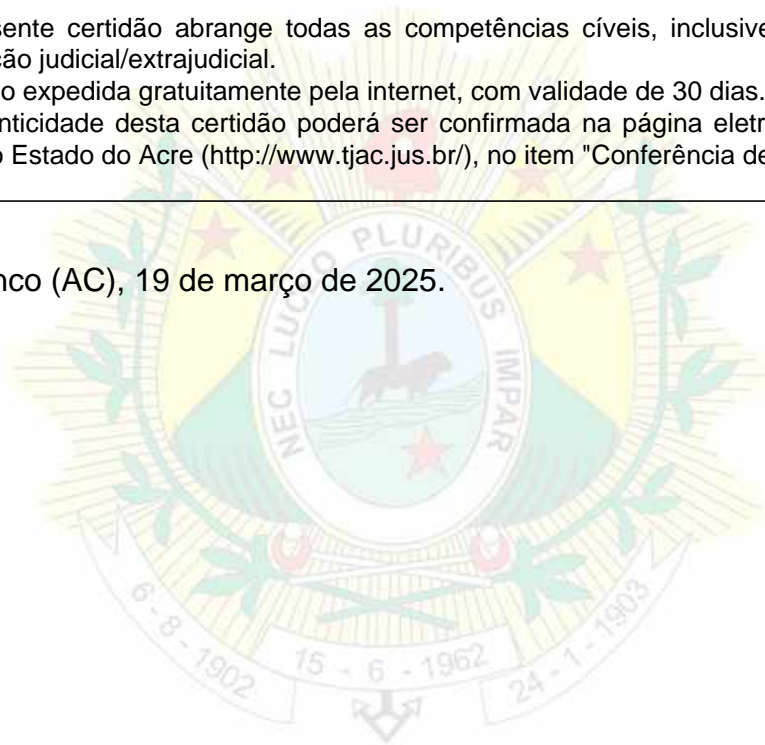 sente certidão abrange todas as competências cíveis, inclusive
ção judicial/extrajudicial.
o expedida gratuitamente pela internet, com validade de 30 dias.
nticidade desta certidão poderá ser confirmada na página eletr
o Estado do Acre (http://www.tjac.jus.br/), no item "Conferência de
nco (AC), 19 de março de 2025.
NEC LUCEO PLURIBUS IMPAR
6 - 8 - 1902
15 - 6 - 1962
24 - 1 - 1903